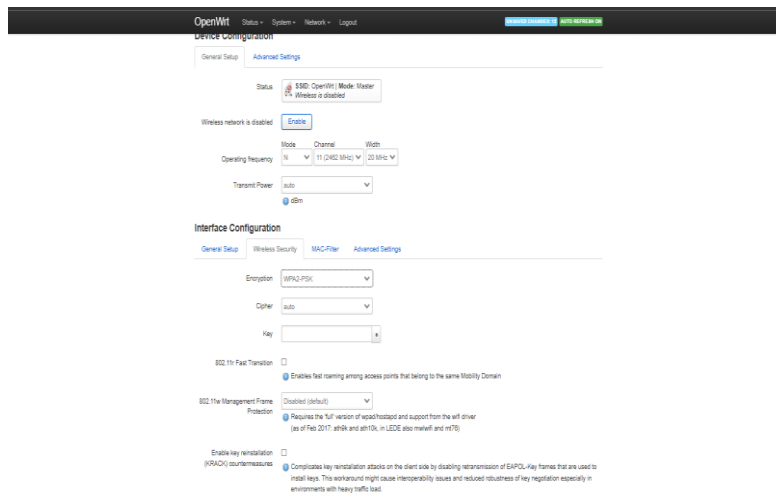 OpenWrt Status System Network Logout UNSAVED CHANGES: 15 AUTO REFRESH ON
Device Configuration
General Setup Advanced Settings
Status SSID: OpenWrt | Mode: Master
Wireless is disabled
Wireless network is disabled Enable
Mode Channel Width
Operating frequency N 11 (2462 MHz) 20 MHz
Transmit Power auto
dBm
Interface Configuration
General Setup Wireless Security MAC-Filter Advanced Settings
Encryption WPA2-PSK
Cipher auto
Key
802.11r Fast Transition
Enables fast roaming among access points that belong to the same Mobility Domain
802.11w Management Frame Disabled (default)
Protection
Requires the 'full' version of wpad/hostapd and support from the wifi driver
(as of Feb 2017: ath9k and ath10k, in LEDE also mwlwifi and mt76)
Enable key reinstallation
(KRACK) countermeasures
Complicates key reinstallation attacks on the client side by disabling retransmission of EAPOL-Key frames that are used to
install keys. This workaround might cause interoperability issues and reduced robustness of key negotiation especially in
environments with heavy traffic load.